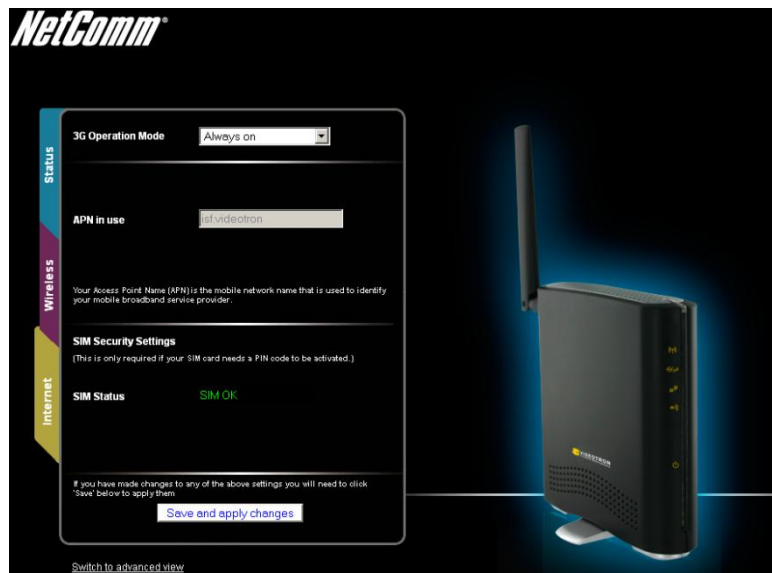 NetComm
Status
Wireless
Internet
3G Operation Mode Always on
APN in use isf.videotron
Your Access Point Name (APN) is the mobile network name that is used to identify
your mobile broadband service provider.
SIM Security Settings
(This is only required if your SIM card needs a PIN code to be activated.)
SIM Status SIM OK
If you have made changes to any of the above settings you will need to click
'Save' below to apply them
Save and apply changes
Switch to advanced view
VIDEOTRON